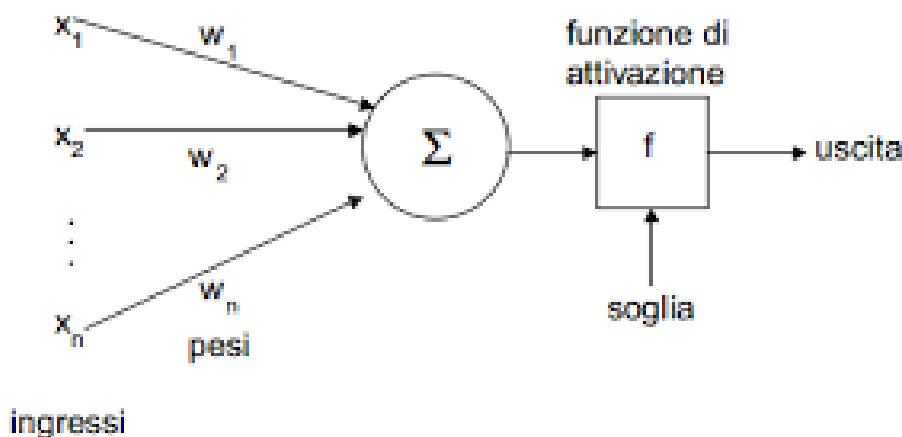 x1
w1
funzione di
attivazione
x2
w2
Σ
f
uscita
.
.
.
xn
wn
pesi
soglia
ingressi